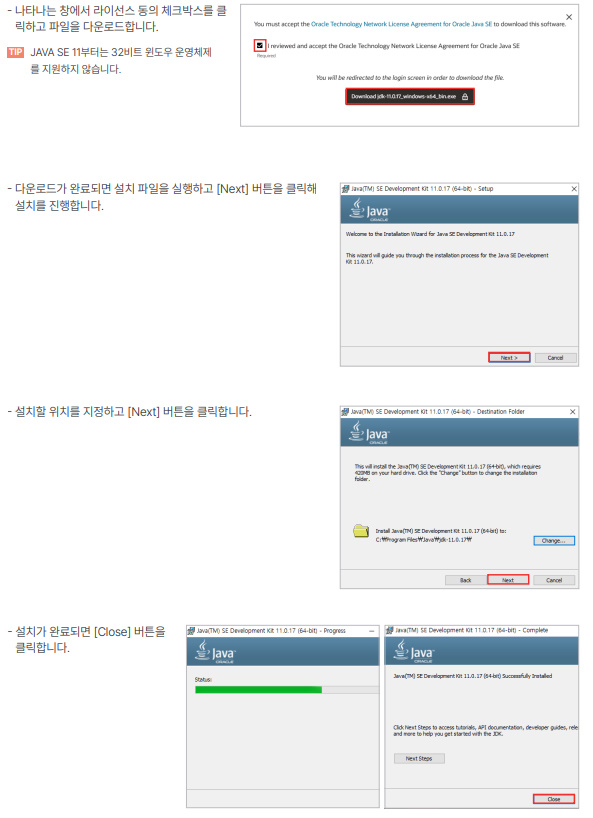 - 나타나는 창에서 라이선스 동의 체크박스를 클
릭하고 파일을 다운로드합니다.
TIP JAVA SE 11부터는 32비트 윈도우 운영체제
를 지원하지 않습니다.
You must accept the Oracle Technology Network License Agreement for Oracle Java SE to download this software.
I reviewed and accept the Oracle Technology Network License Agreement for Oracle Java SE
Required
You will be redirected to the login screen in order to download the file.
Download jdk-11.0.17_windows-x64_bin.exe
- 다운로드가 완료되면 설치 파일을 실행하고 [Next] 버튼을 클릭해
설치를 진행합니다.
Java(TM) SE Development Kit 11.0.17 (64-bit) - Setup
Java
ORACLE
Welcome to the Installation Wizard for Java SE Development Kit 11.0.17
This wizard will guide you through the installation process for the Java SE Development
Kit 11.0.17.
Next >
Cancel
- 설치할 위치를 지정하고 [Next] 버튼을 클릭합니다.
Java(TM) SE Development Kit 11.0.17 (64-bit) - Destination Folder
Java
ORACLE
This will install the Java(TM) SE Development Kit 11.0.17 (64-bit), which requires
420MB on your hard drive. Click the "Change" button to change the installation
folder.
Install Java(TM) SE Development Kit 11.0.17 (64-bit) to:
C:₩Program Files₩Java₩jdk-11.0.17₩
Change...
Back
Next
Cancel
- 설치가 완료되면 [Close] 버튼을
클릭합니다.
Java(TM) SE Development Kit 11.0.17 (64-bit) - Progress
Java
ORACLE
Status:
Java(TM) SE Development Kit 11.0.17 (64-bit) - Complete
Java
ORACLE
Java(TM) SE Development Kit 11.0.17 (64-bit) Successfully Installed
Click Next Steps to access tutorials, API documentation, developer guides, rele
and more to help you get started with the JDK.
Next Steps
Close